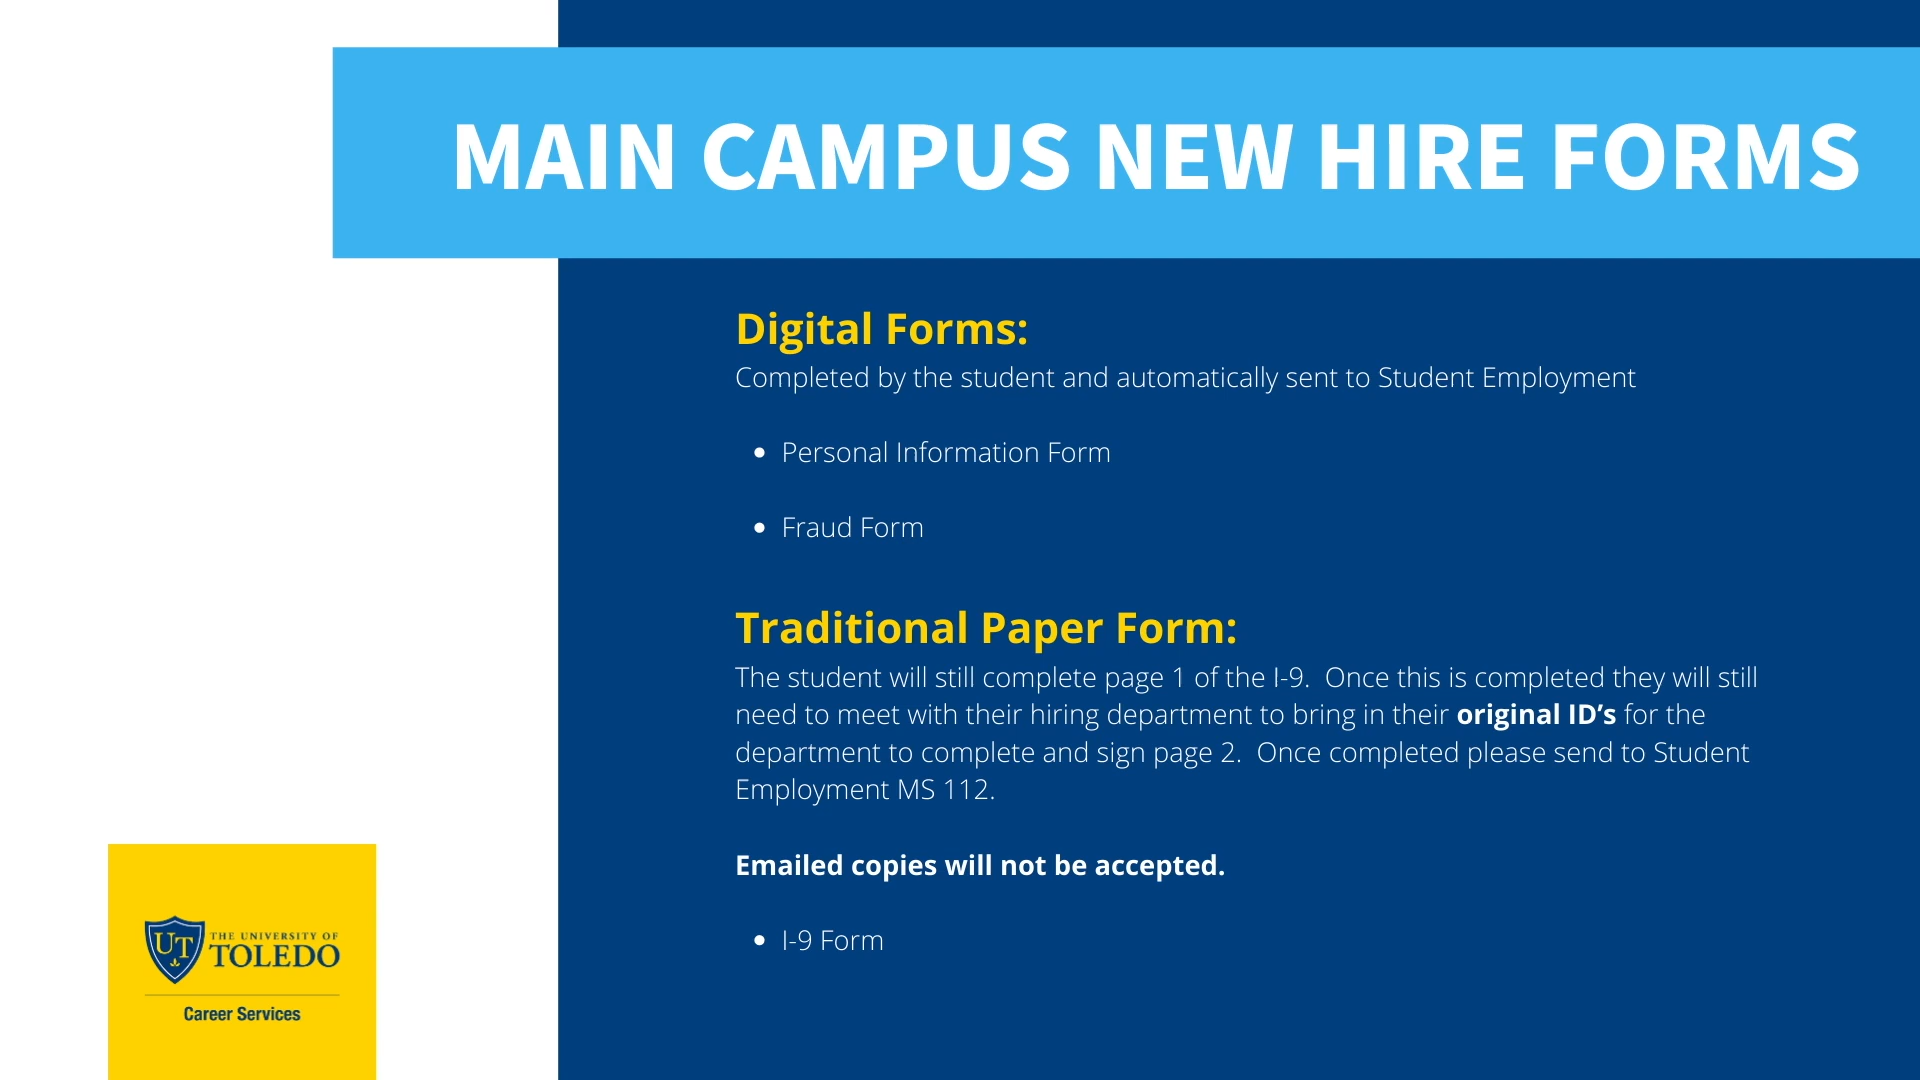 MAIN CAMPUS NEW HIRE FORMS
Digital Forms:
Completed by the student and automatically sent to Student Employment
• Personal Information Form
• Fraud Form
Traditional Paper Form:
The student will still complete page 1 of the I-9.  Once this is completed they will still
need to meet with their hiring department to bring in their original ID’s for the
department to complete and sign page 2.  Once completed please send to Student
Employment MS 112.
Emailed copies will not be accepted.
• I-9 Form
UT
THE UNIVERSITY OF
TOLEDO
Career Services